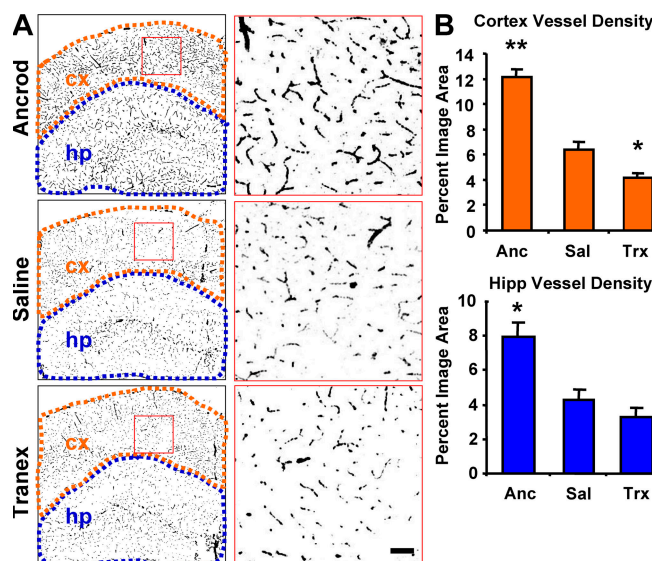 A
Ancrod
cx
hp
Saline
cx
hp
Tranex
cx
hp
B
Cortex Vessel Density
Percent Image Area
14
12
10
8
6
4
2
0
**
*
Anc Sal Trx
Hipp Vessel Density
Percent Image Area
10
8
6
4
2
0
*
Anc Sal Trx